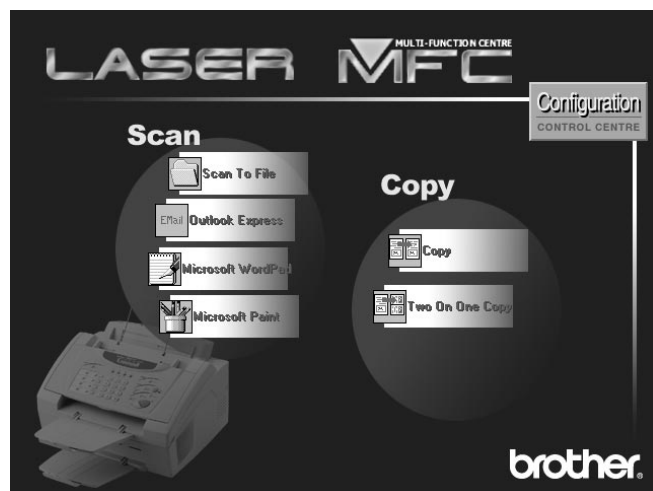 LASER MFC
MULTI-FUNCTION CENTRE
Configuration
CONTROL CENTRE
Scan
Scan To File
EMail Outlook Express
Microsoft WordPad
Microsoft Paint
Copy
Copy
Two On One Copy
brother.